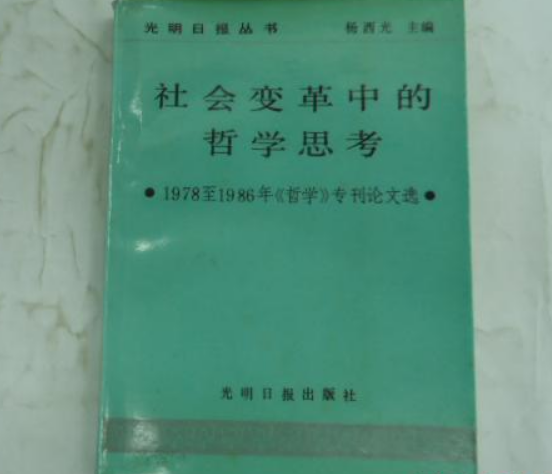 光明日报丛书 杨西光 主编
社会变革中的
哲学思考
●1978至1986年《哲学》专刊论文选●
光明日报出版社